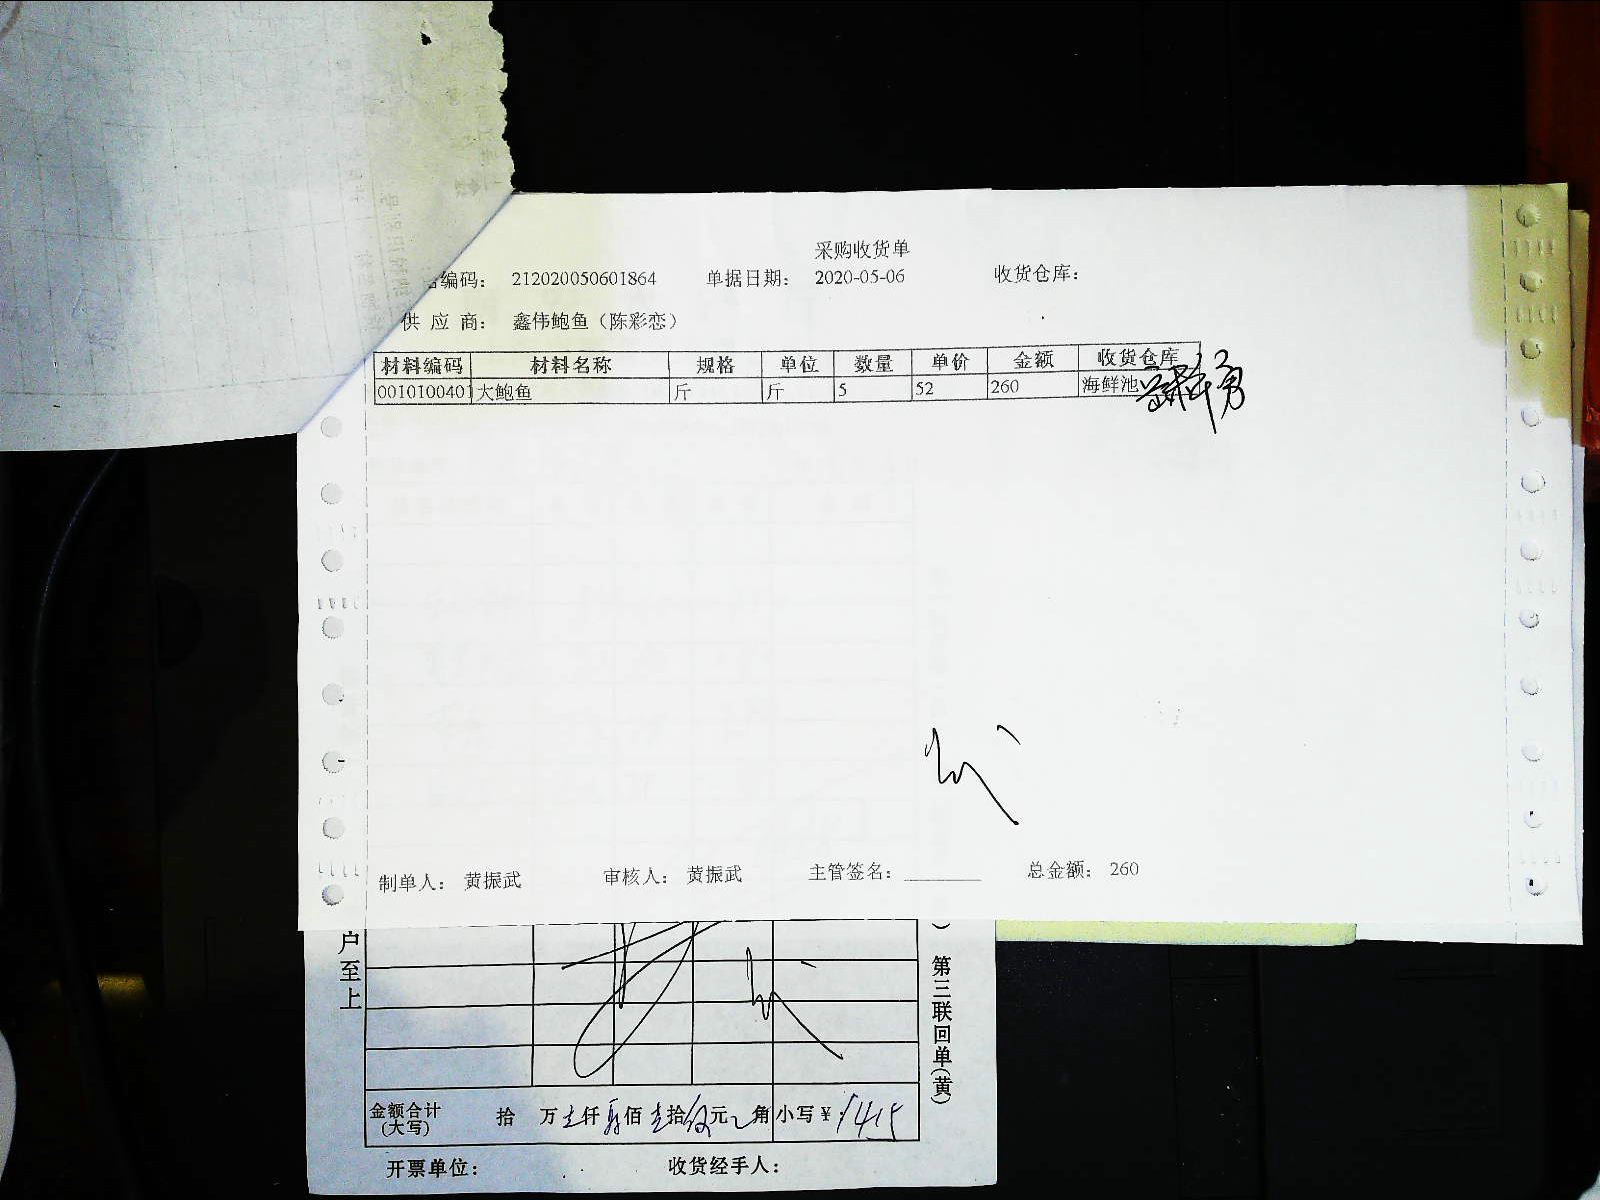 采购收货单
编码: 212020050601864 单据日期: 2020-05-06 收货仓库:
供 应 商: 鑫伟鲍鱼(陈彩恋)
材料编码 材料名称 规格 单位 数量 单价 金额 收货仓库
0010100401 大鲍鱼 斤 斤 5 52 260 海鲜池
制单人: 黄振武 审核人: 黄振武 主管签名: 总金额: 260
户至上
第三联回单(黄)
金额合计(大写) 拾 万 仟 佰 拾 元 角 小写¥: 1415
开票单位: 收货经手人: